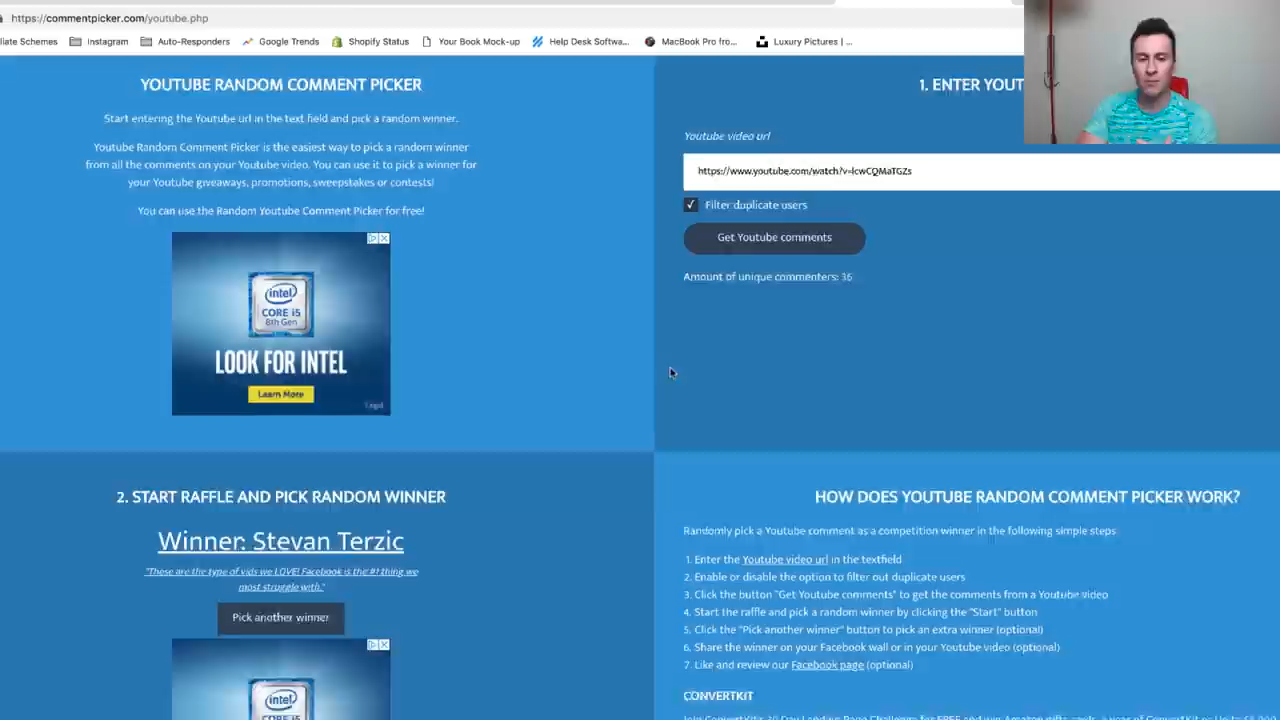 https://commentpicker.com/youtube.php
liate Schemes
Instagram
Auto-Responders
Google Trends
Shopify Status
Your Book Mock-up
Help Desk Softwa...
MacBook Pro fro...
Luxury Pictures | ...
YOUTUBE RANDOM COMMENT PICKER
Start entering the Youtube url in the text field and pick a random winner.
Youtube Random Comment Picker is the easiest way to pick a random winner
from all the comments on your Youtube video. You can use it to pick a winner for
your Youtube giveaways, promotions, sweepstakes or contests!
You can use the Random Youtube Comment Picker for free!
intel
CORE i5
8th Gen
LOOK FOR INTEL
Learn More
Legal
1. ENTER YOUT
Youtube video url
https://www.youtube.com/watch?v=lcwCQMaTGZs
Filter duplicate users
Get Youtube comments
Amount of unique commenters: 36
2. START RAFFLE AND PICK RANDOM WINNER
Winner: Stevan Terzic
"These are the type of vids we LOVE! Facebook is the #1 thing we
most struggle with."
Pick another winner
intel
HOW DOES YOUTUBE RANDOM COMMENT PICKER WORK?
Randomly pick a Youtube comment as a competition winner in the following simple steps
1. Enter the Youtube video url in the textfield
2. Enable or disable the option to filter out duplicate users
3. Click the button "Get Youtube comments" to get the comments from a Youtube video
4. Start the raffle and pick a random winner by clicking the "Start" button
5. Click the "Pick another winner" button to pick an extra winner (optional)
6. Share the winner on your Facebook wall or in your Youtube video (optional)
7. Like and review our Facebook page (optional)
CONVERTKIT